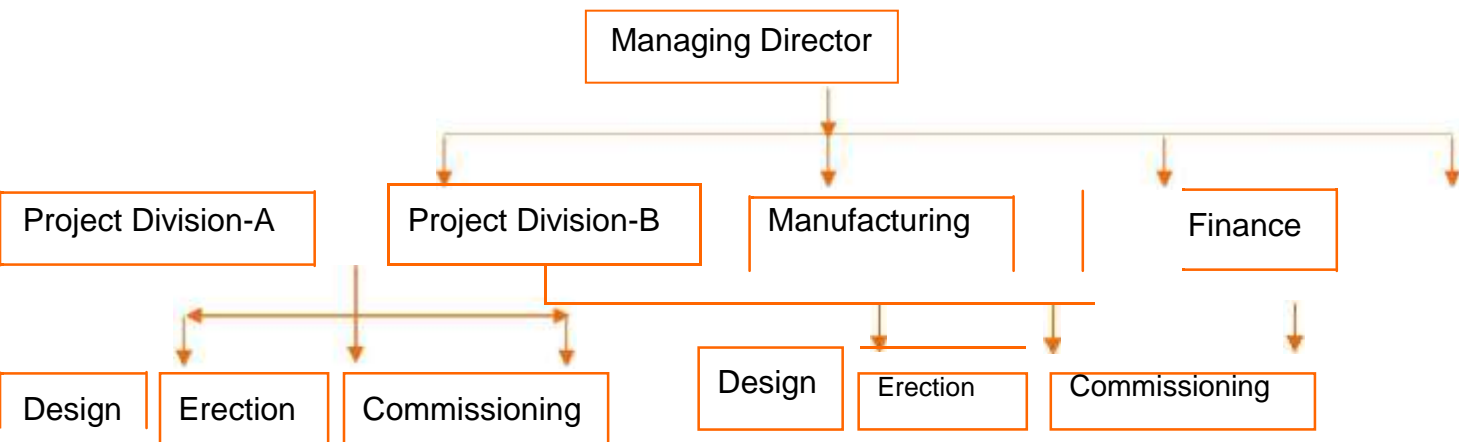 Managing Director
Project Division-A
Project Division-B
Manufacturing
Finance
Design
Erection
Commissioning
Design
Erection
Commissioning